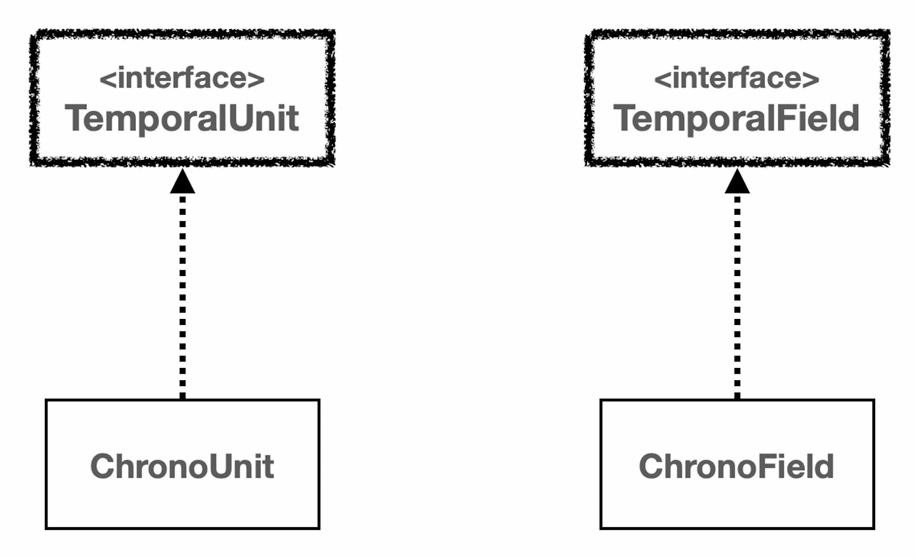 <interface>
TemporalUnit
<interface>
TemporalField
ChronoUnit
ChronoField